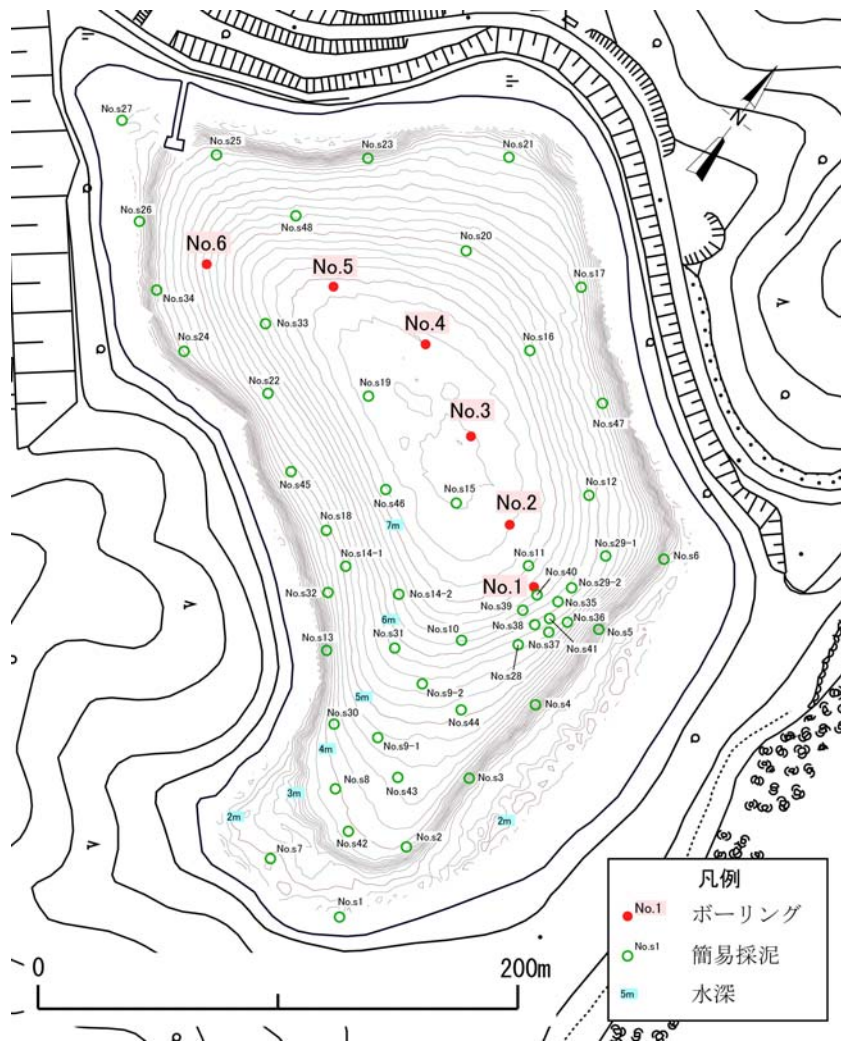 No.s27
No.s25
No.s23
No.s21
N
No.s26
No.s48
No.s20
No.6
No.5
No.s17
No.s34
No.4
No.s33
No.s24
No.s16
No.s22
No.s19
No.s47
No.3
No.s45
No.s46
No.s15
No.s12
No.s18
7m
No.2
No.s14-1
No.s11
No.s29-1
No.s6
No.s32
No.s14-2
No.1
No.s40
No.s29-2
No.s39
No.s35
6m
No.s38
No.s36
No.s13
No.s31
No.s10
No.s37
No.s5
No.s41
No.s28
No.s9-2
5m
No.s4
No.s30
No.s44
4m
No.s9-1
No.s8
No.s43
No.s3
3m
2m
2m
No.s42
No.s2
No.s7
No.s1
凡例
No.1 ボーリング
No.s1 簡易採泥
5m 水深
0 200m